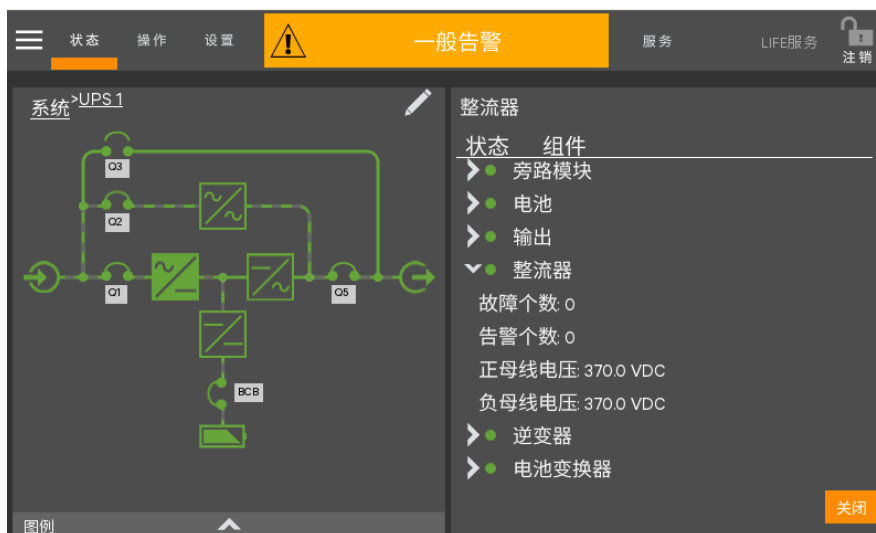 状态 操作 设置 一般告警 服务 LIFE服务 注销
系统>UPS 1
Q3
Q2
Q1
Q5
BCB
图例
整流器
状态 组件
旁路模块
电池
输出
整流器
故障个数: 0
告警个数: 0
正母线电压: 370.0 VDC
负母线电压: 370.0 VDC
逆变器
电池变换器
关闭